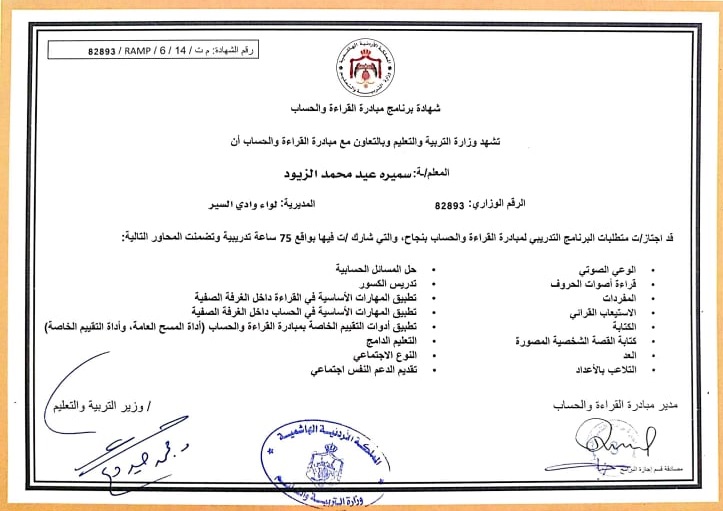 رقم الشهادة: م ت / 14 / 6 / RAMP / 82893
شهادة برنامج مبادرة القراءة والحساب
تشهد وزارة التربية والتعليم وبالتعاون مع مبادرة القراءة والحساب أن
المعلم/ـة: سميره عيد محمد الزيود
الرقم الوزاري: 82893 المديرية: لواء وادي السير
قد اجتاز/ت متطلبات البرنامج التدريبي لمبادرة القراءة والحساب بنجاح، والتي شارك /ت فيها بواقع 75 ساعة تدريبية وتضمنت المحاور التالية:
• الوعي الصوتي
• قراءة أصوات الحروف
• المفردات
• الاستيعاب القرائي
• الكتابة
• كتابة القصة الشخصية المصورة
• العد
• التلاعب بالأعداد
• حل المسائل الحسابية
• تدريس الكسور
• تطبيق المهارات الأساسية في القراءة داخل الغرفة الصفية
• تطبيق المهارات الأساسية في الحساب داخل الغرفة الصفية
• تطبيق أدوات التقييم الخاصة بمبادرة القراءة والحساب (أداة المسح العامة، وأداة التقييم الخاصة)
• التعليم الدامج
• النوع الاجتماعي
• تقديم الدعم النفس اجتماعي
مدير مبادرة القراءة والحساب
/ وزير التربية والتعليم
مصادقة قسم إجازة البرامج
المملكة الأردنية الهاشمية
وزارة التربية والتعليم